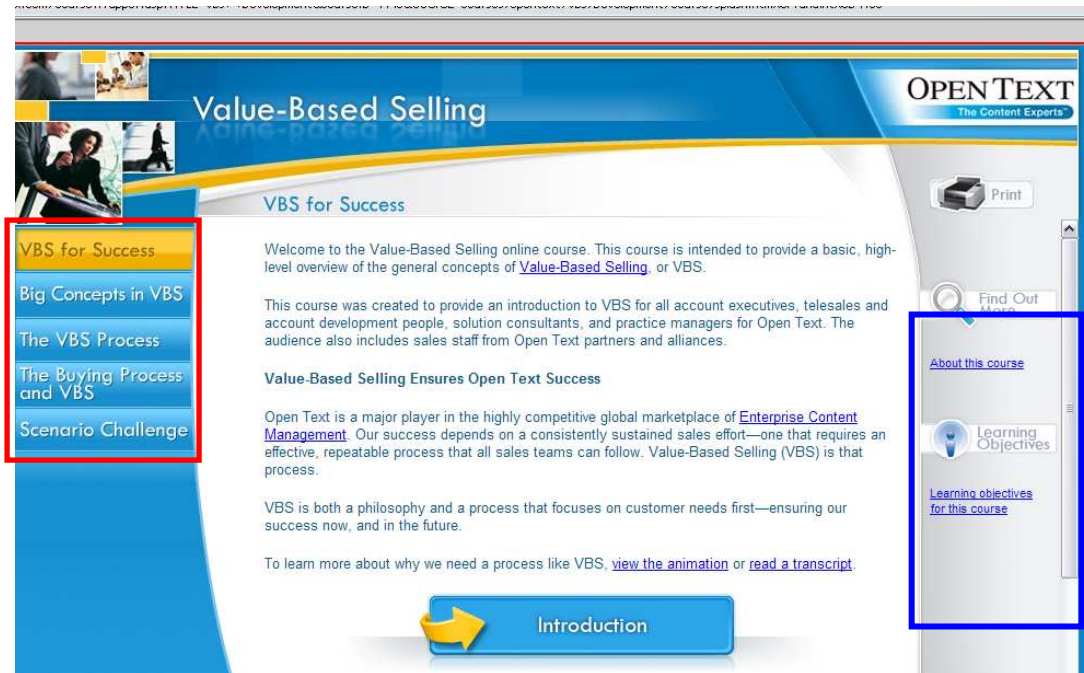 Value-Based Selling
OPEN TEXT
The Content Experts™
Print
VBS for Success
VBS for Success
Big Concepts in VBS
The VBS Process
The Buying Process
and VBS
Scenario Challenge
Welcome to the Value-Based Selling online course. This course is intended to provide a basic, high-
level overview of the general concepts of Value-Based Selling, or VBS.
This course was created to provide an introduction to VBS for all account executives, telesales and
account development people, solution consultants, and practice managers for Open Text. The
audience also includes sales staff from Open Text partners and alliances.
Value-Based Selling Ensures Open Text Success
Open Text is a major player in the highly competitive global marketplace of Enterprise Content
Management. Our success depends on a consistently sustained sales effort—one that requires an
effective, repeatable process that all sales teams can follow. Value-Based Selling (VBS) is that
process.
VBS is both a philosophy and a process that focuses on customer needs first—ensuring our
success now, and in the future.
To learn more about why we need a process like VBS, view the animation or read a transcript.
Introduction
Find Out
More
About this course
Learning
Objectives
Learning objectives
for this course